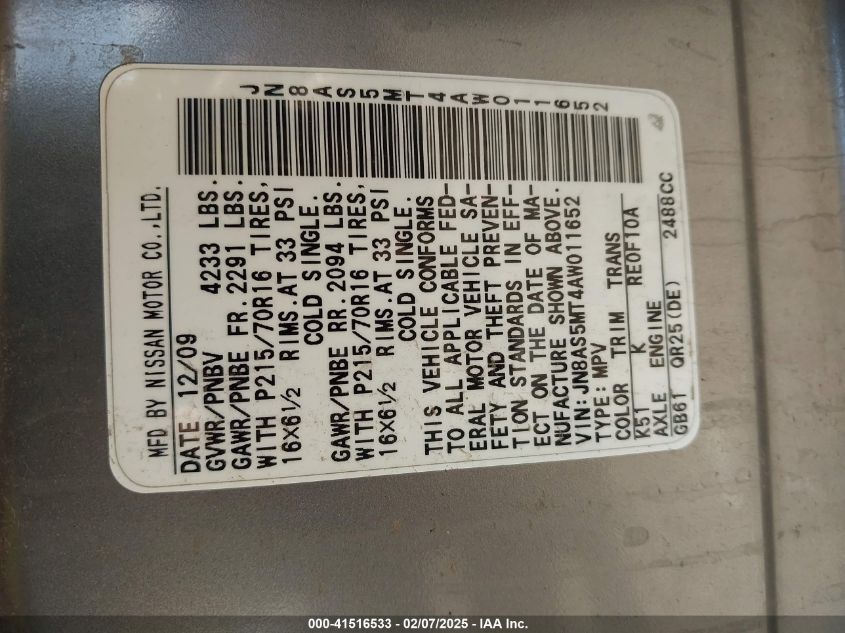 JN8AS5MT4AW011652
MFD BY NISSAN MOTOR CO.,LTD.
DATE 12/09
GVWR/PNBV 4233 LBS.
GAWR/PNBE FR.2291 LBS.
WITH P215/70R16 TIRES,
16X6½ RIMS.AT 33 PSI
COLD SINGLE.
GAWR/PNBE RR.2094 LBS.
WITH P215/70R16 TIRES,
16X6½ RIMS.AT 33 PSI
COLD SINGLE.
THIS VEHICLE CONFORMS
TO ALL APPLICABLE FED-
ERAL MOTOR VEHICLE SA-
FETY AND THEFT PREVEN-
TION STANDARDS IN EFF-
ECT ON THE DATE OF MA-
NUFACTURE SHOWN ABOVE.
VIN:JN8AS5MT4AW011652
TYPE:MPV
COLOR TRIM TRANS
K51 K RE0F10A
AXLE ENGINE
GB61 QR25(DE) 2488CC
000-41516533 - 02/07/2025 - IAA Inc.